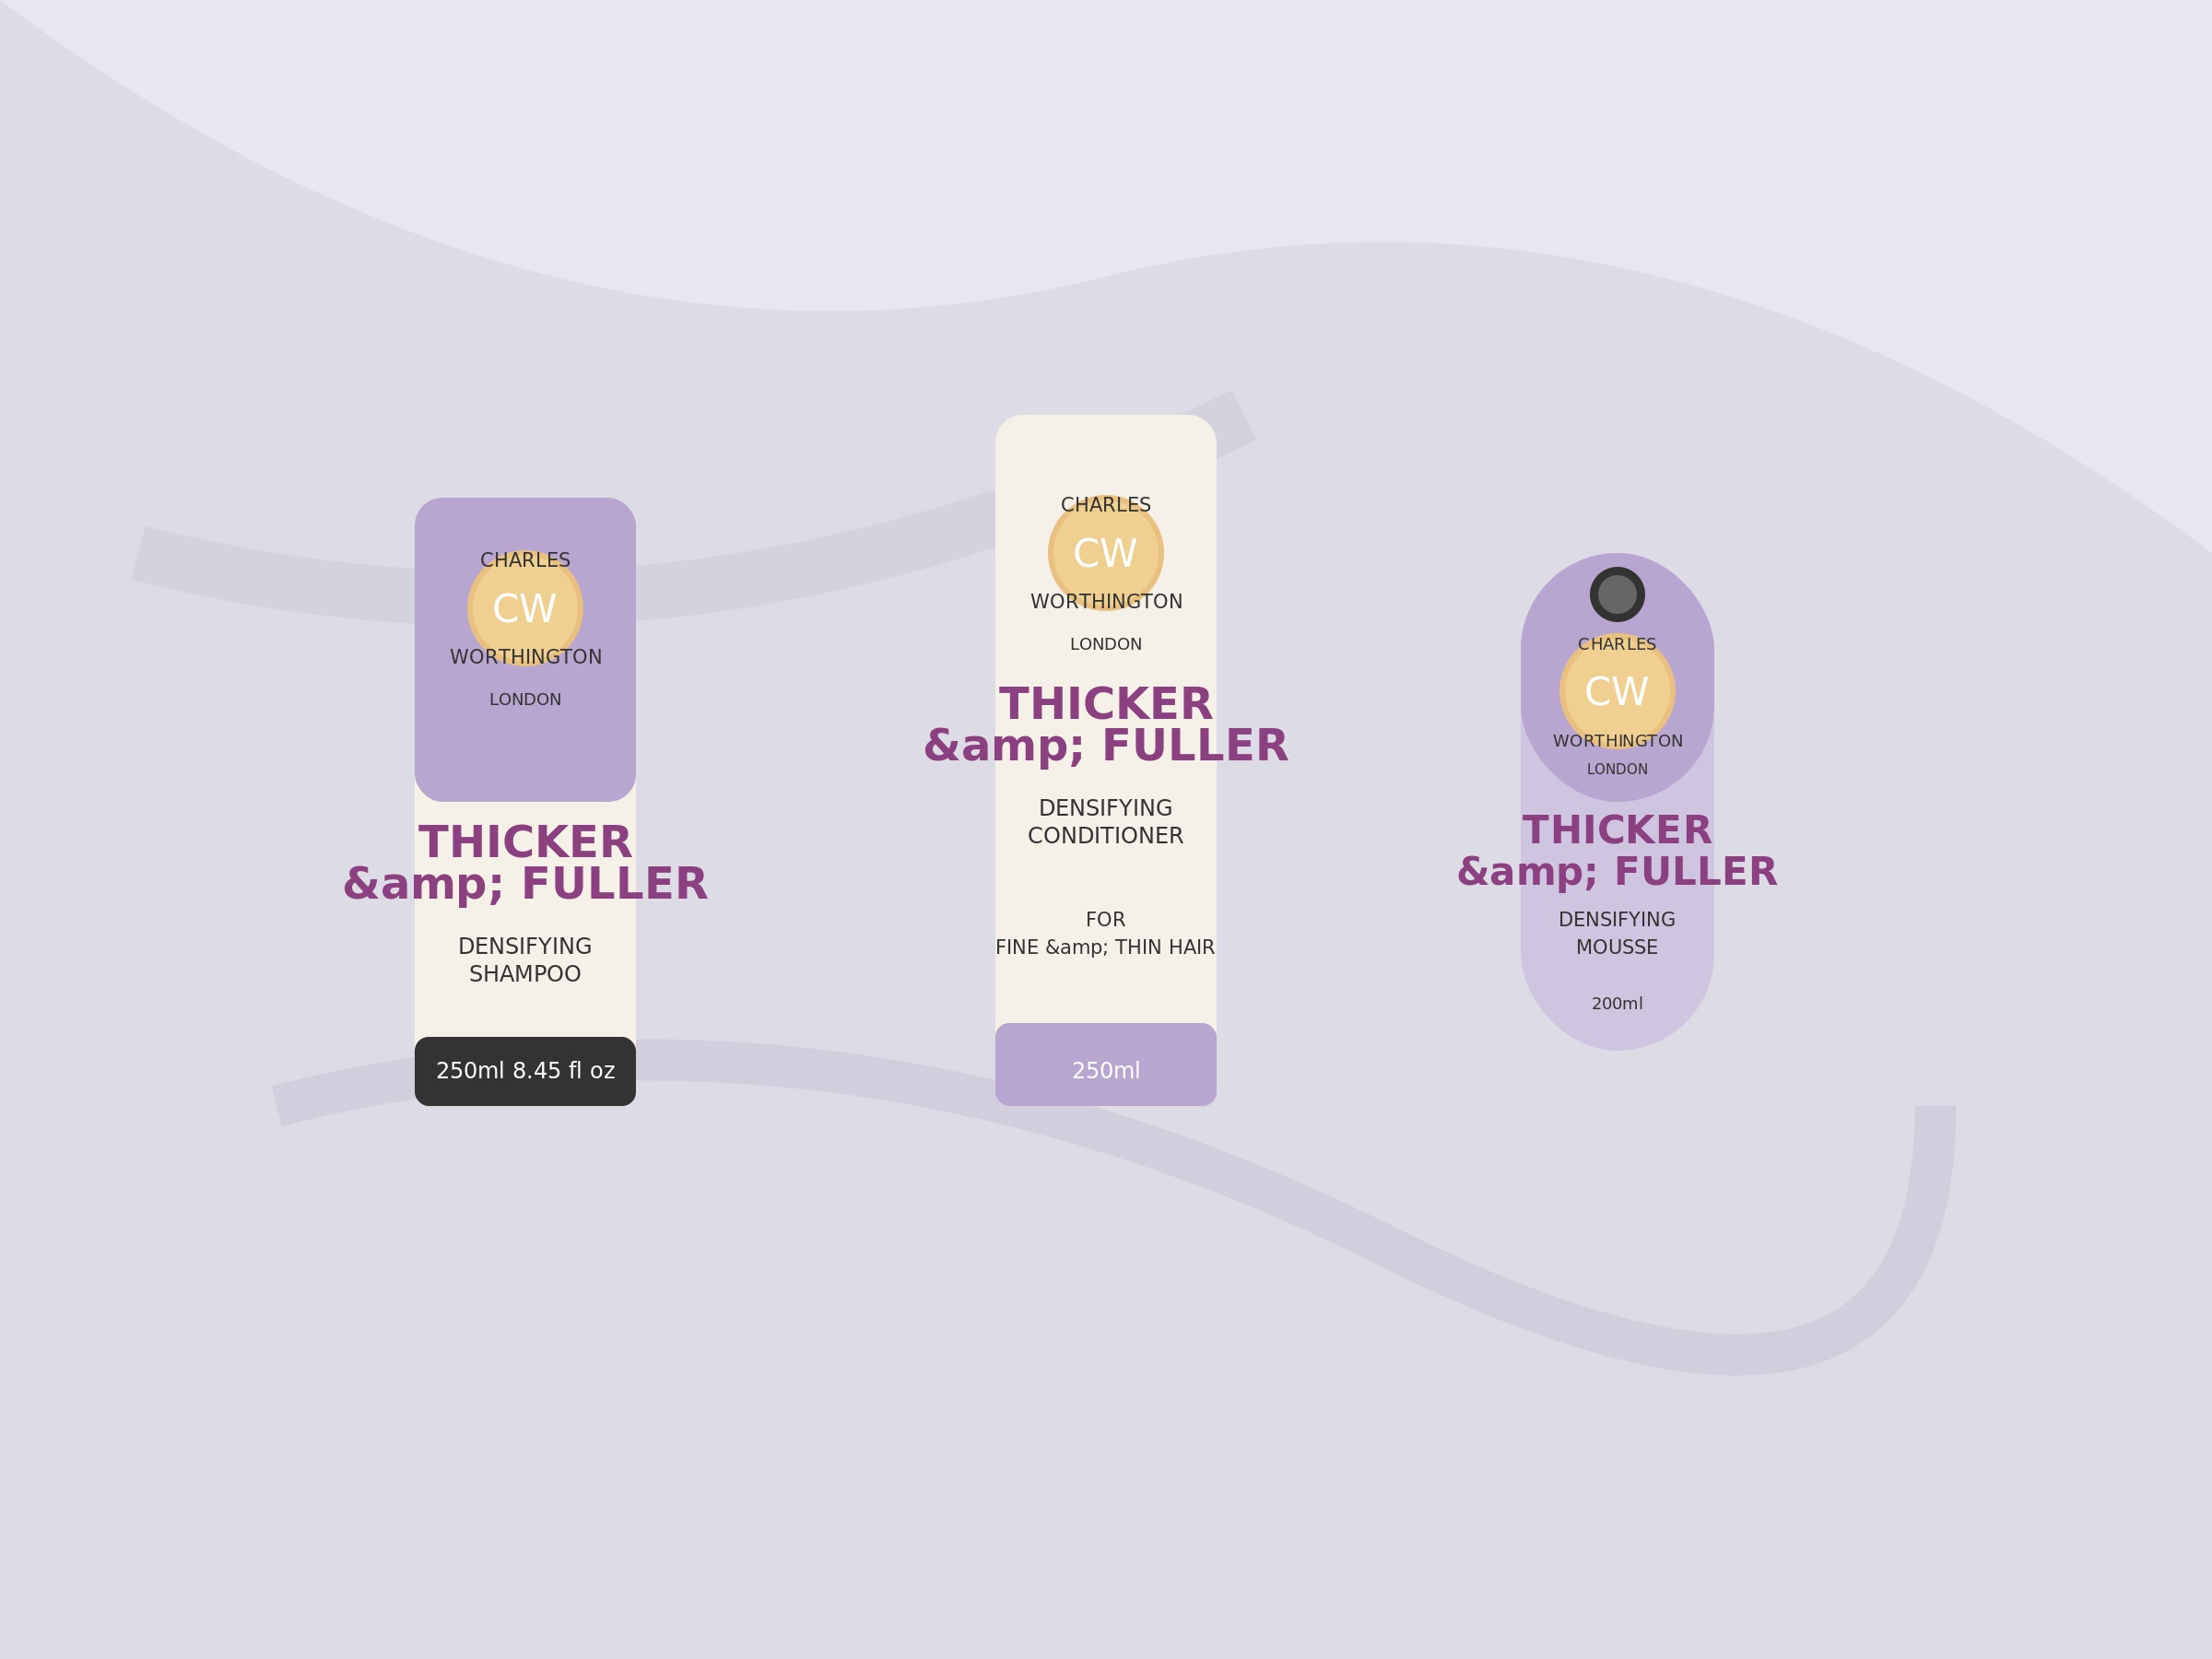 CHARLES
CW
WORTHINGTON
LONDON
THICKER
&amp; FULLER
DENSIFYING
SHAMPOO
250ml 8.45 fl oz
CHARLES
CW
WORTHINGTON
LONDON
THICKER
&amp; FULLER
DENSIFYING
CONDITIONER
FOR
FINE &amp; THIN HAIR
250ml
CHARLES
CW
WORTHINGTON
LONDON
THICKER
&amp; FULLER
DENSIFYING
MOUSSE
200ml